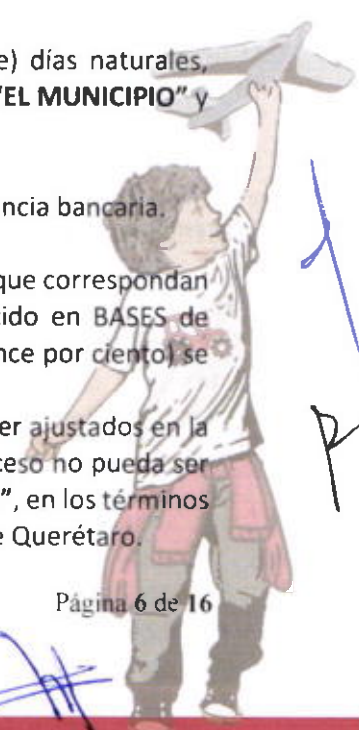 e) días naturales,
"EL MUNICIPIO" y
ncia bancaria.
que correspondan
ido en BASES de
nce por ciento) se
er ajustados en la
ceso no pueda ser
", en los términos
e Querétaro.
Página 6 de 16